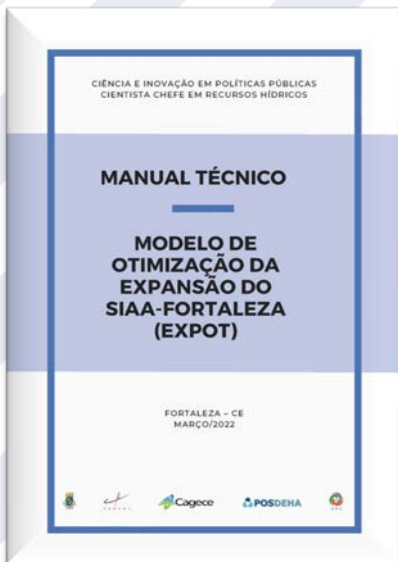 CIÊNCIA E INOVAÇÃO EM POLÍTICAS PÚBLICAS
CIENTISTA CHEFE EM RECURSOS HÍDRICOS
MANUAL TÉCNICO
MODELO DE
OTIMIZAÇÃO DA
EXPANSÃO DO
SIAA-FORTALEZA
(EXPOT)
FORTALEZA – CE
MARÇO/2022
Cagece
POSDEHA